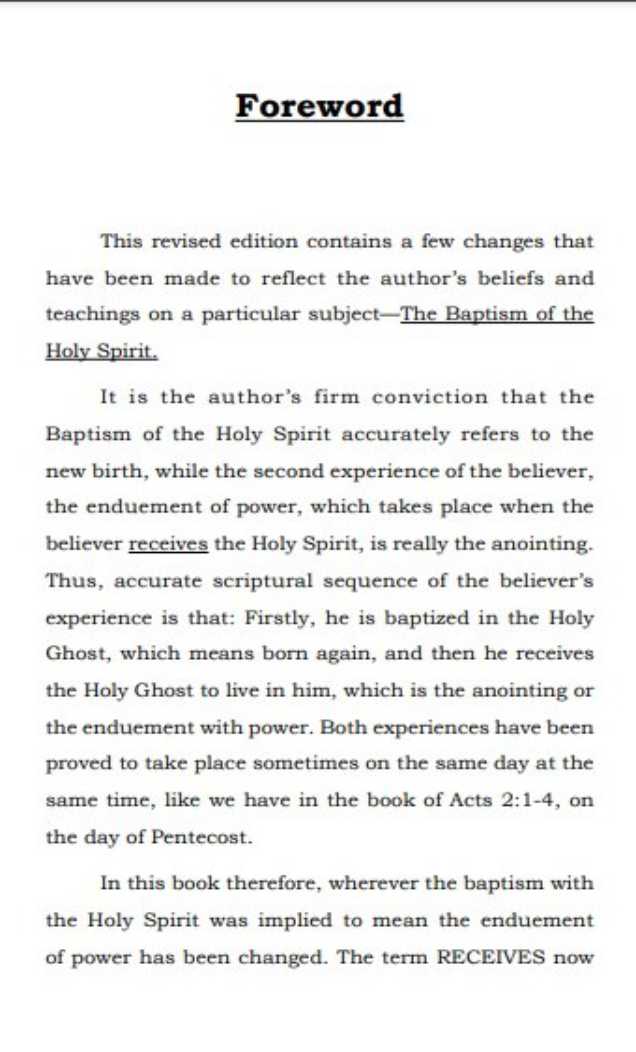 Foreword
This revised edition contains a few changes that
have been made to reflect the author's beliefs and
teachings on a particular subject—The Baptism of the
Holy Spirit.
It is the author's firm conviction that the
Baptism of the Holy Spirit accurately refers to the
new birth, while the second experience of the believer,
the enduement of power, which takes place when the
believer receives the Holy Spirit, is really the anointing.
Thus, accurate scriptural sequence of the believer's
experience is that: Firstly, he is baptized in the Holy
Ghost, which means born again, and then he receives
the Holy Ghost to live in him, which is the anointing or
the enduement with power. Both experiences have been
proved to take place sometimes on the same day at the
same time, like we have in the book of Acts 2:1-4, on
the day of Pentecost.
In this book therefore, wherever the baptism with
the Holy Spirit was implied to mean the enduement
of power has been changed. The term RECEIVES now